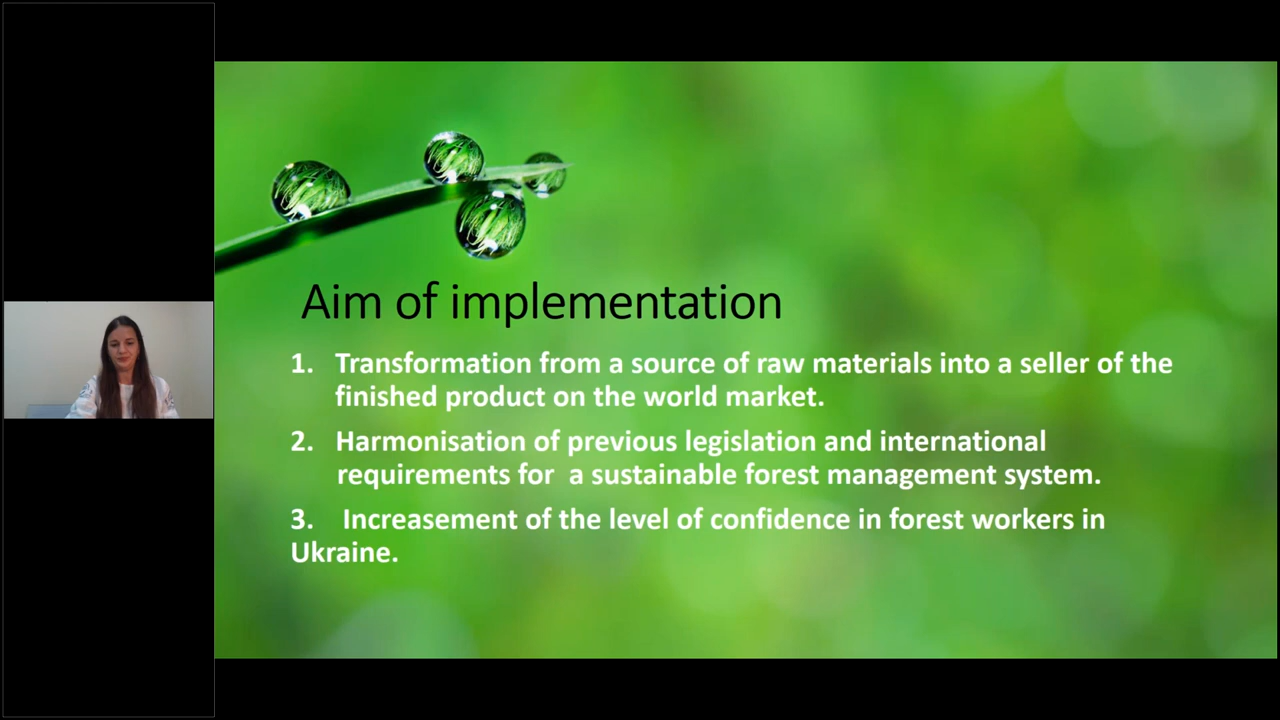 Aim of implementation
1. Transformation from a source of raw materials into a seller of the
finished product on the world market.
2. Harmonisation of previous legislation and international
requirements for  a sustainable forest management system.
3. Increasement of the level of confidence in forest workers in
Ukraine.